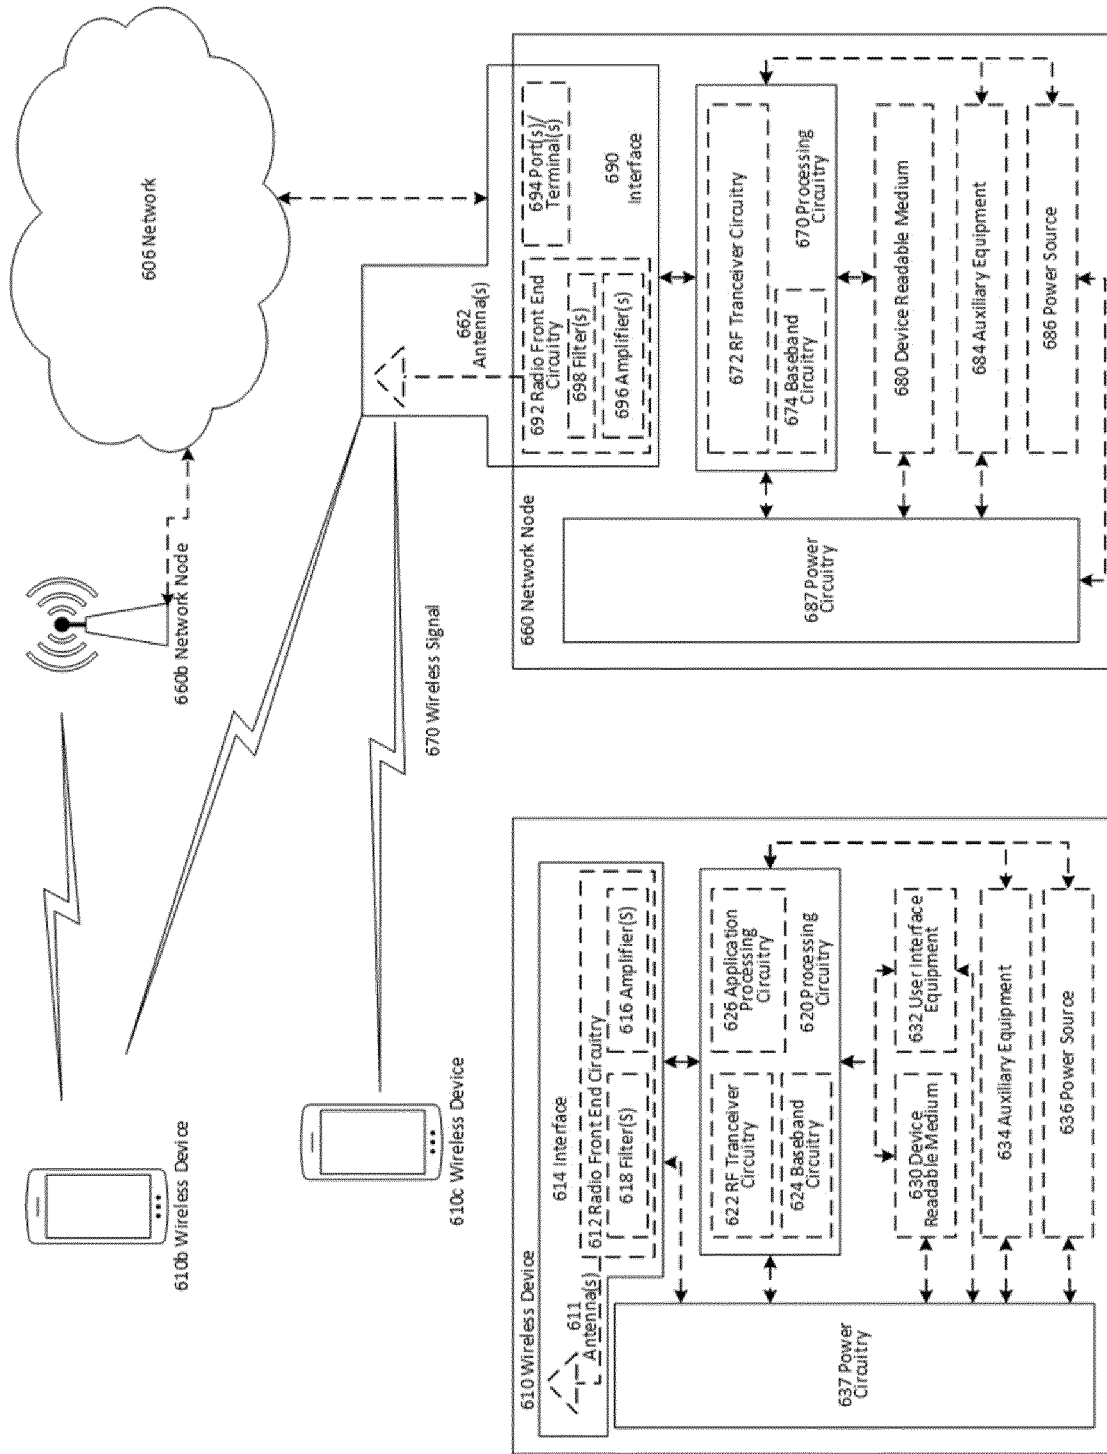 606 Network
660b Network Node
610b Wireless Device
610c Wireless Device
670 Wireless Signal
662
Antenna(s)
660 Network Node
694 Port(s)/
Terminal(s)
690
Interface
692 Radio Front End
Circuitry
698 Filter(s)
696 Amplifier(s)
672 RF Tranceiver Circuitry
674 Baseband
Circuitry
670 Processing
Circuitry
680 Device Readable Medium
684 Auxiliary Equipment
686 Power Source
687 Power
Circuitry
610 Wireless Device
611
Antenna(s)
614 Interface
612 Radio Front End Circuitry
618 Filter(S)
616 Amplifier(S)
622 RF Tranceiver
Circuitry
624 Baseband
Circuitry
626 Application
Processing
Circuitry
620 Processing
Circuitry
630 Device
Readable Medium
632 User Interface
Equipment
634 Auxiliary Equipment
636 Power Source
637 Power
Circuitry